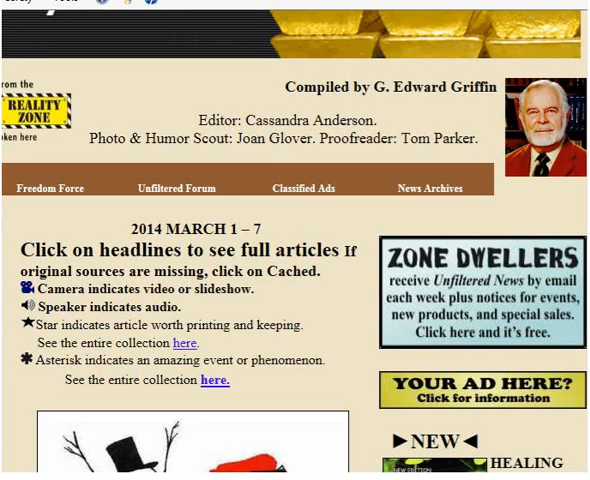 Compiled by G. Edward Griffin
rom the
REALITY
ZONE
ken here
Editor: Cassandra Anderson.
Photo & Humor Scout: Joan Glover. Proofreader: Tom Parker.
Freedom Force Unfiltered Forum Classified Ads News Archives
2014 MARCH 1 – 7
Click on headlines to see full articles If
original sources are missing, click on Cached.
Camera indicates video or slideshow.
Speaker indicates audio.
★Star indicates article worth printing and keeping.
See the entire collection here.
✱ Asterisk indicates an amazing event or phenomenon.
See the entire collection here.
ZONE DWELLERS
receive Unfiltered News by email
each week plus notices for events,
new products, and special sales.
Click here and it's free.
YOUR AD HERE?
Click for information
►NEW◄
NEW EDITION
HEALING